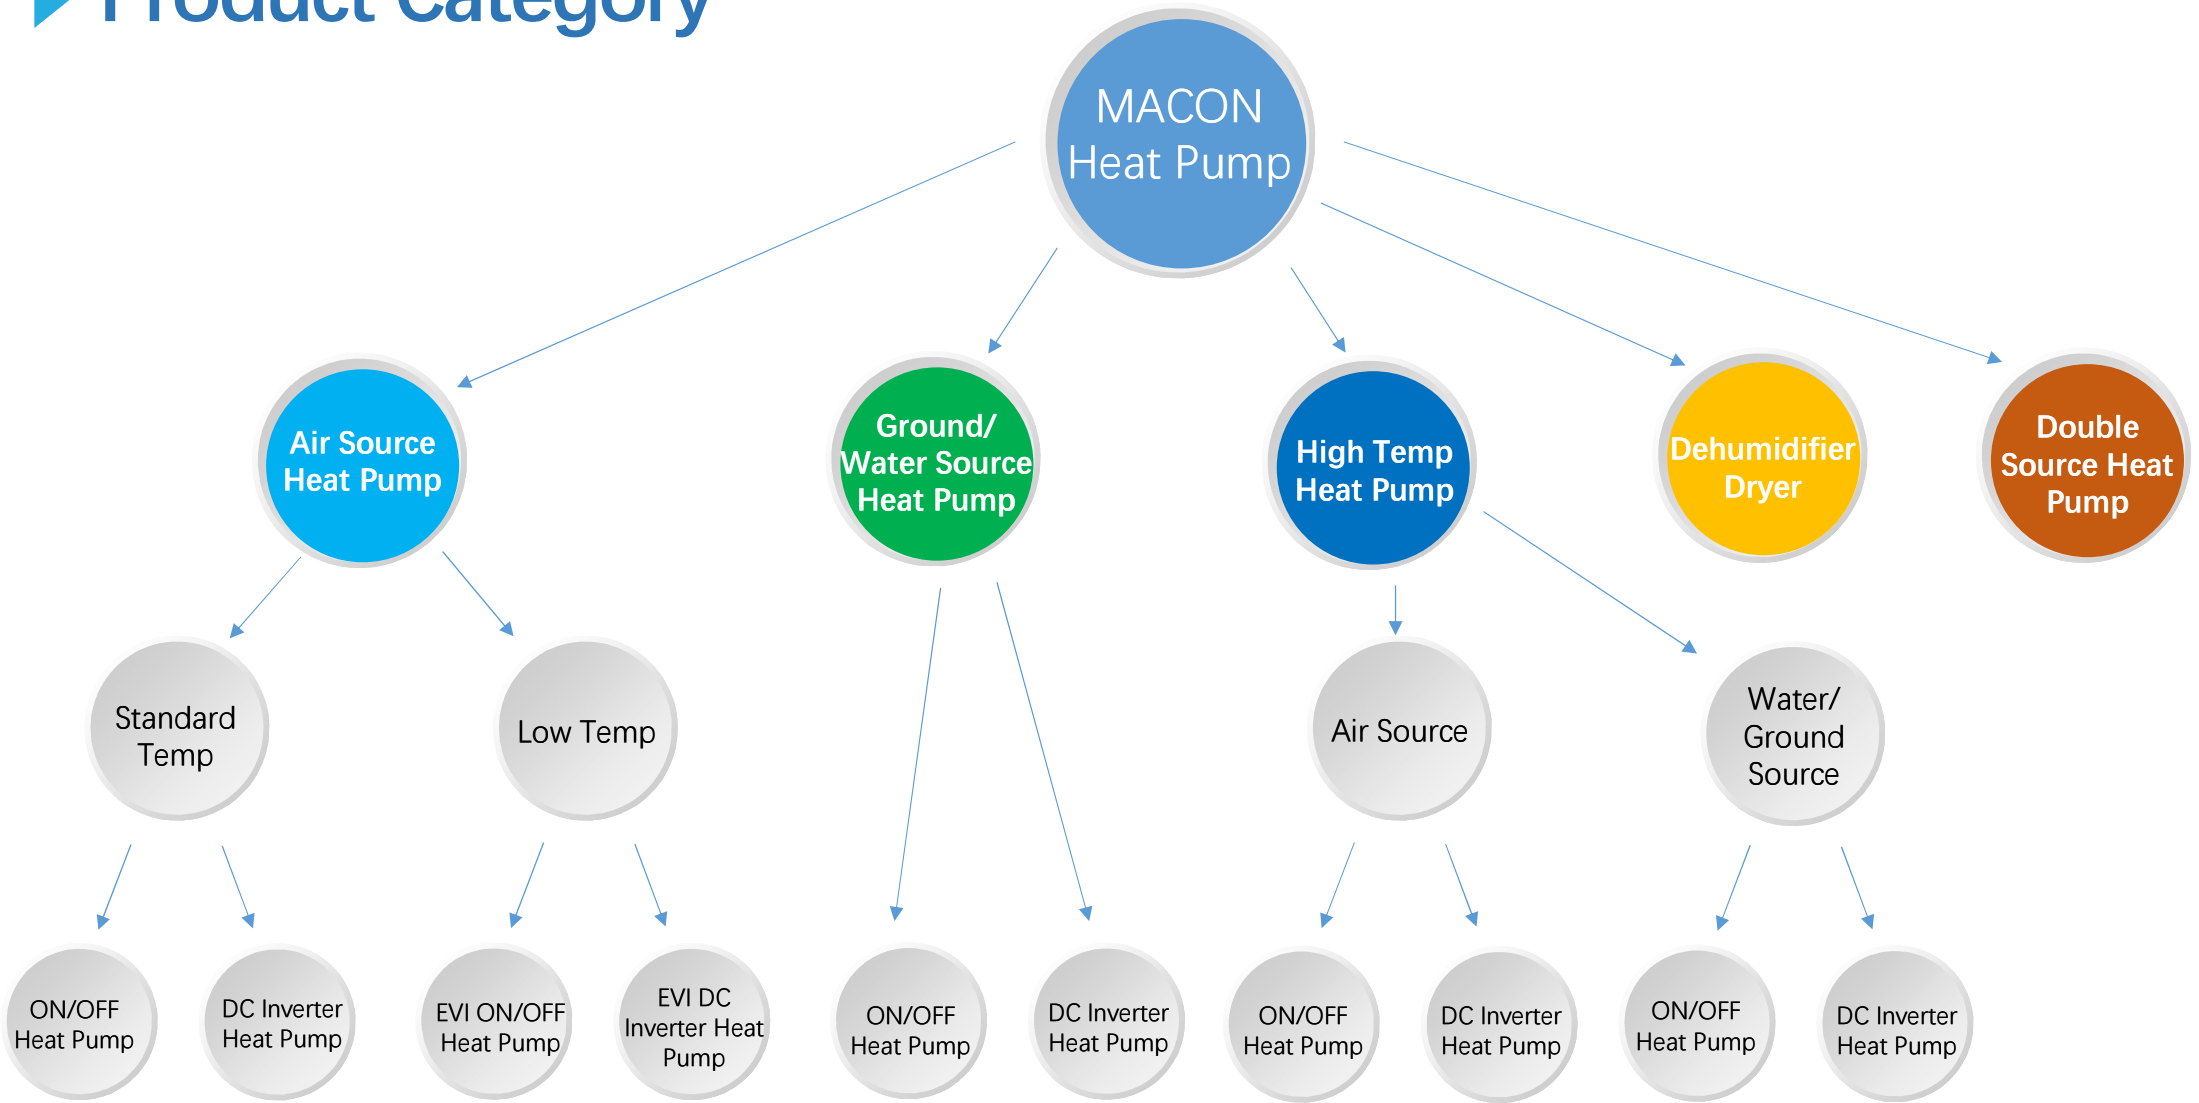 Product Category
MACON
Heat Pump
Air Source
Heat Pump
Ground/
Water Source
Heat Pump
High Temp
Heat Pump
Dehumidifier
Dryer
Double
Source Heat
Pump
Standard
Temp
Low Temp
Air Source
Water/
Ground
Source
ON/OFF
Heat Pump
DC Inverter
Heat Pump
EVI ON/OFF
Heat Pump
EVI DC
Inverter Heat
Pump
ON/OFF
Heat Pump
DC Inverter
Heat Pump
ON/OFF
Heat Pump
DC Inverter
Heat Pump
ON/OFF
Heat Pump
DC Inverter
Heat Pump